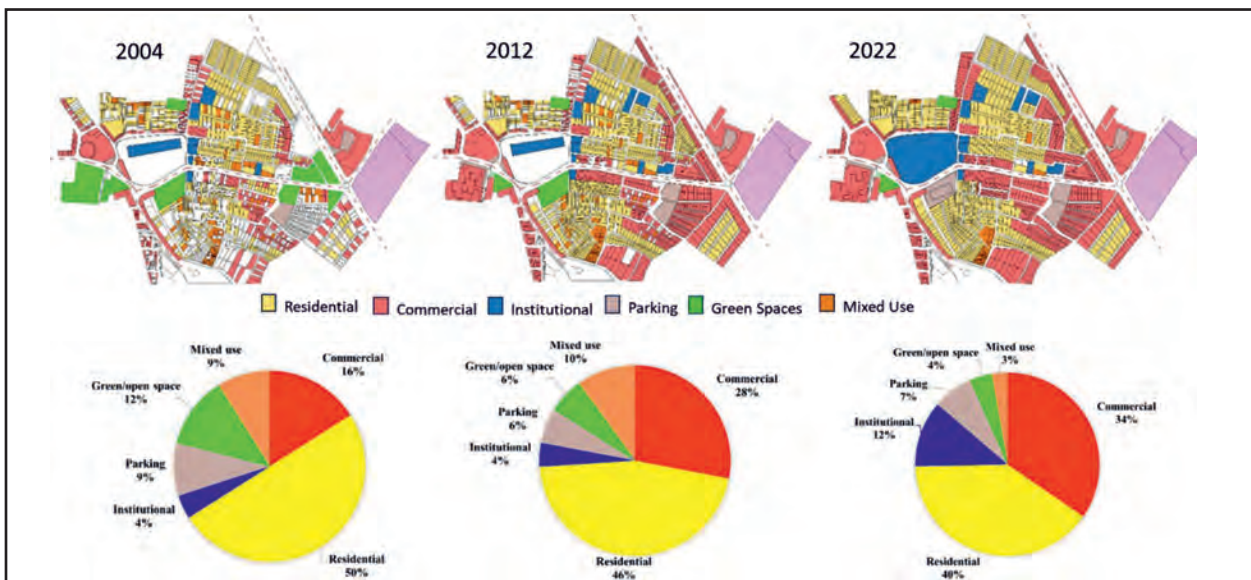 2004
2012
2022
Residential
Commercial
Institutional
Parking
Green Spaces
Mixed Use
Mixed use
9%
Commercial
16%
Green/open space
12%
Parking
9%
Institutional
4%
Residential
50%
Mixed use
10%
Commercial
28%
Green/open space
6%
Parking
6%
Institutional
4%
Residential
46%
Mixed use
3%
Green/open space
4%
Parking
7%
Commercial
34%
Institutional
12%
Residential
40%